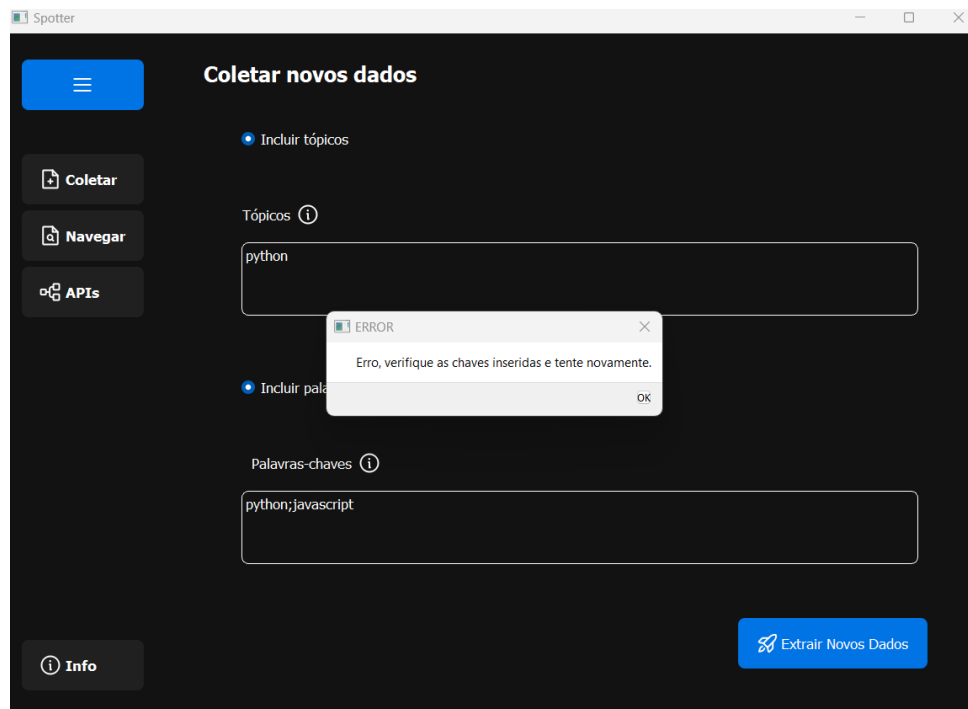 Spotter
Coletar novos dados
Incluir tópicos
Coletar
Tópicos
Navegar
python
APIs
ERROR
Erro, verifique as chaves inseridas e tente novamente.
Incluir pala
OK
Palavras-chaves
python;javascript
Extrair Novos Dados
Info